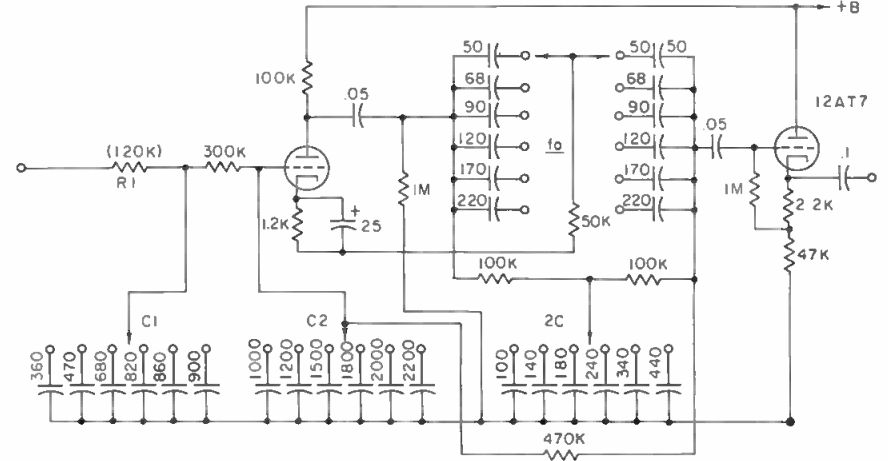 +B
50
50
50
100K
.05
68
68
12AT7
90
90
.05
(120K)
300K
120
fo
120
.1
R1
1M
170
170
1M
2.2K
1.2K
+
25
220
50K
220
47K
100K
100K
C1
C2
2C
360
470
680
820
860
900
1000
1200
1500
1800
2000
2200
100
140
180
240
340
440
470K